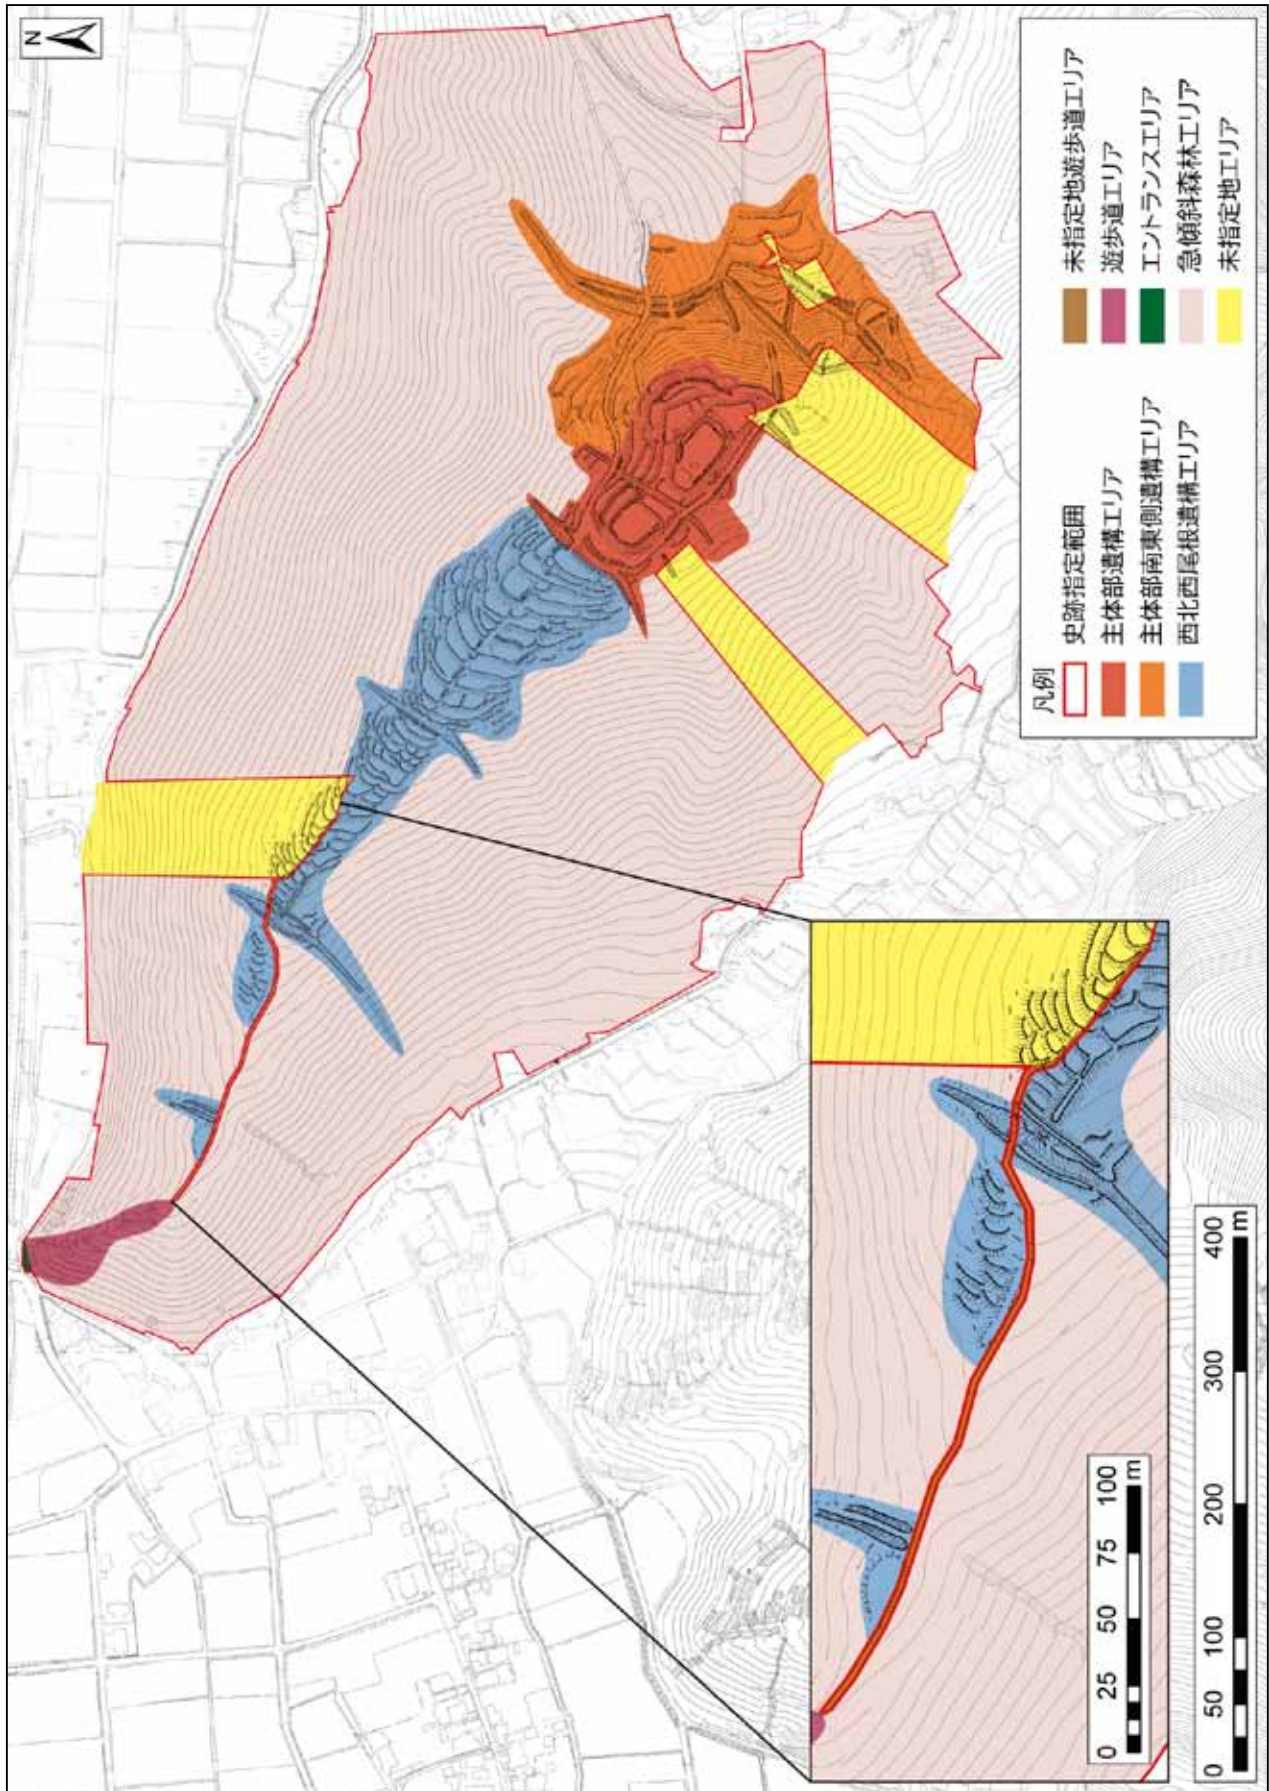 N
凡例
史跡指定範囲
主体部遺構エリア
主体部南東側遺構エリア
西北西尾根遺構エリア
未指定地遊歩道エリア
遊歩道エリア
エントランスエリア
急傾斜森林エリア
未指定地エリア
0 25 50 75 100
m
0 50 100 200 300 400
m